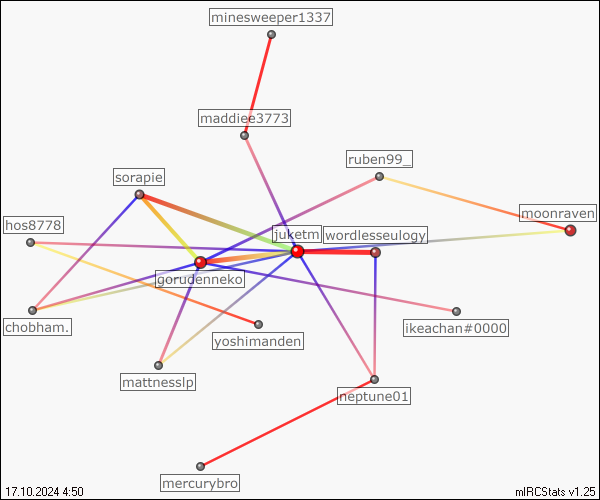 minesweeper1337
maddiee3773
ruben99_
sorapie
moonraven
hos8778
juketm
wordlesseulogy
gorudenneko
chobham.
ikeachan#0000
yoshimanden
mattnesslp
neptune01
mercurybro
17.10.2024 4:50
mIRCStats v1.25